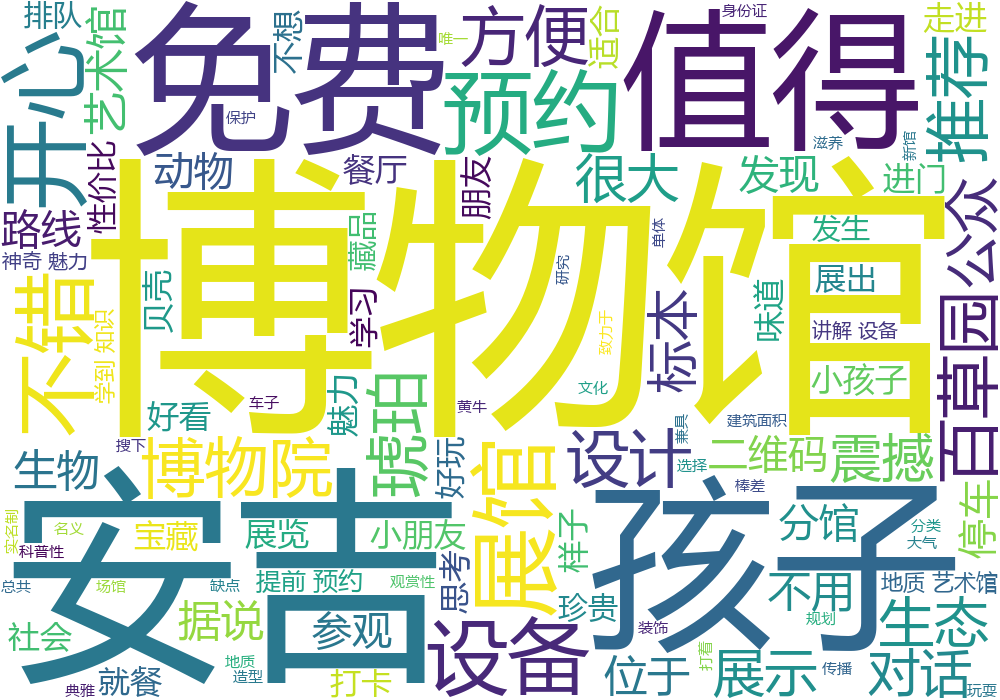 排队
艺术馆
不想
唯一
方便
适合
身份证
走进
开心
免费
值得
预约
推荐
保护
滋养
新馆
性价比
动物
餐厅
朋友
很大
发现
进门
博物馆
公众
路线
神奇 魅力
藏品
单体
发生
研究
展出
贝壳
学习
标本
味道
讲解 设备
不错
学到 知识
致力于
百草园
魅力
琥珀
文化
小孩子
好看
车子
黄牛
建筑面积
兼具
搜下
设计
二维码
震撼
生物
博物院
好玩
展馆
选择
棒差
停车
安吉
孩子
实名制
名义
宝藏
展览
小朋友
样子
分馆
分类
大气
科普性
思考
总共
场馆
缺点
提前 预约
观赏性
不用
地质 艺术馆
珍贵
社会
据说
参观
设备
装饰
规划
生态
地质
造型
打着
典雅
就餐
打卡
位于
展示
传播
对话
玩耍